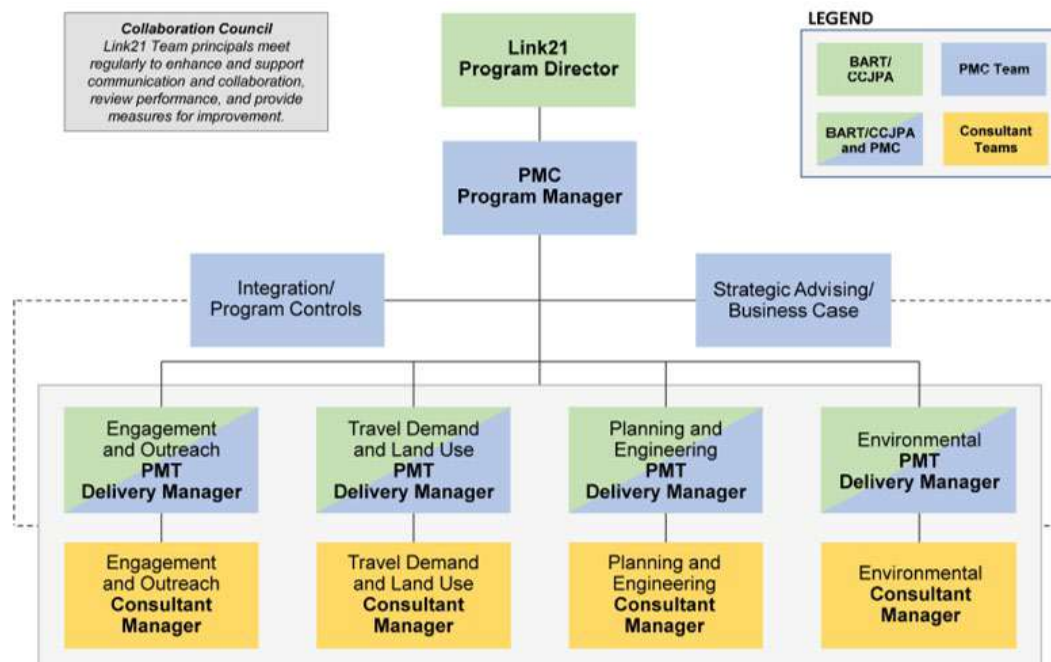 Collaboration Council
Link21 Team principals meet
regularly to enhance and support
communication and collaboration,
review performance, and provide
measures for improvement.
Link21
Program Director
LEGEND
BART/
CCJPA
PMC Team
BART/CCJPA
and PMC
Consultant
Teams
PMC
Program Manager
Integration/
Program Controls
Strategic Advising/
Business Case
Engagement
and Outreach
PMT
Delivery Manager
Travel Demand
and Land Use
PMT
Delivery Manager
Planning and
Engineering
PMT
Delivery Manager
Environmental
PMT
Delivery Manager
Engagement
and Outreach
Consultant
Manager
Travel Demand
and Land Use
Consultant
Manager
Planning and
Engineering
Consultant
Manager
Environmental
Consultant
Manager